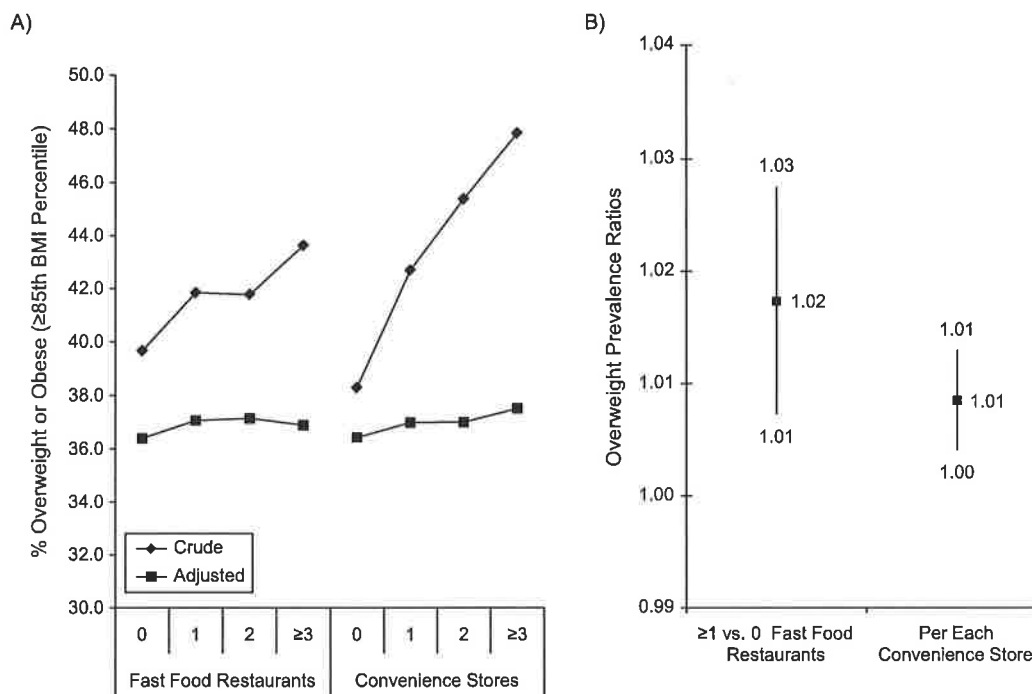 A)
% Overweight or Obese (≥85th BMI Percentile)
50.0
48.0
46.0
44.0
42.0
40.0
38.0
36.0
34.0
32.0
30.0
Crude
Adjusted
0 1 2 ≥3 0 1 2 ≥3
Fast Food Restaurants Convenience Stores
B)
Overweight Prevalence Ratios
1.04
1.03
1.02
1.01
1.00
0.99
1.03
1.02
1.01
1.01
1.01
1.00
≥1 vs. 0 Fast Food
Restaurants
Per Each
Convenience Store